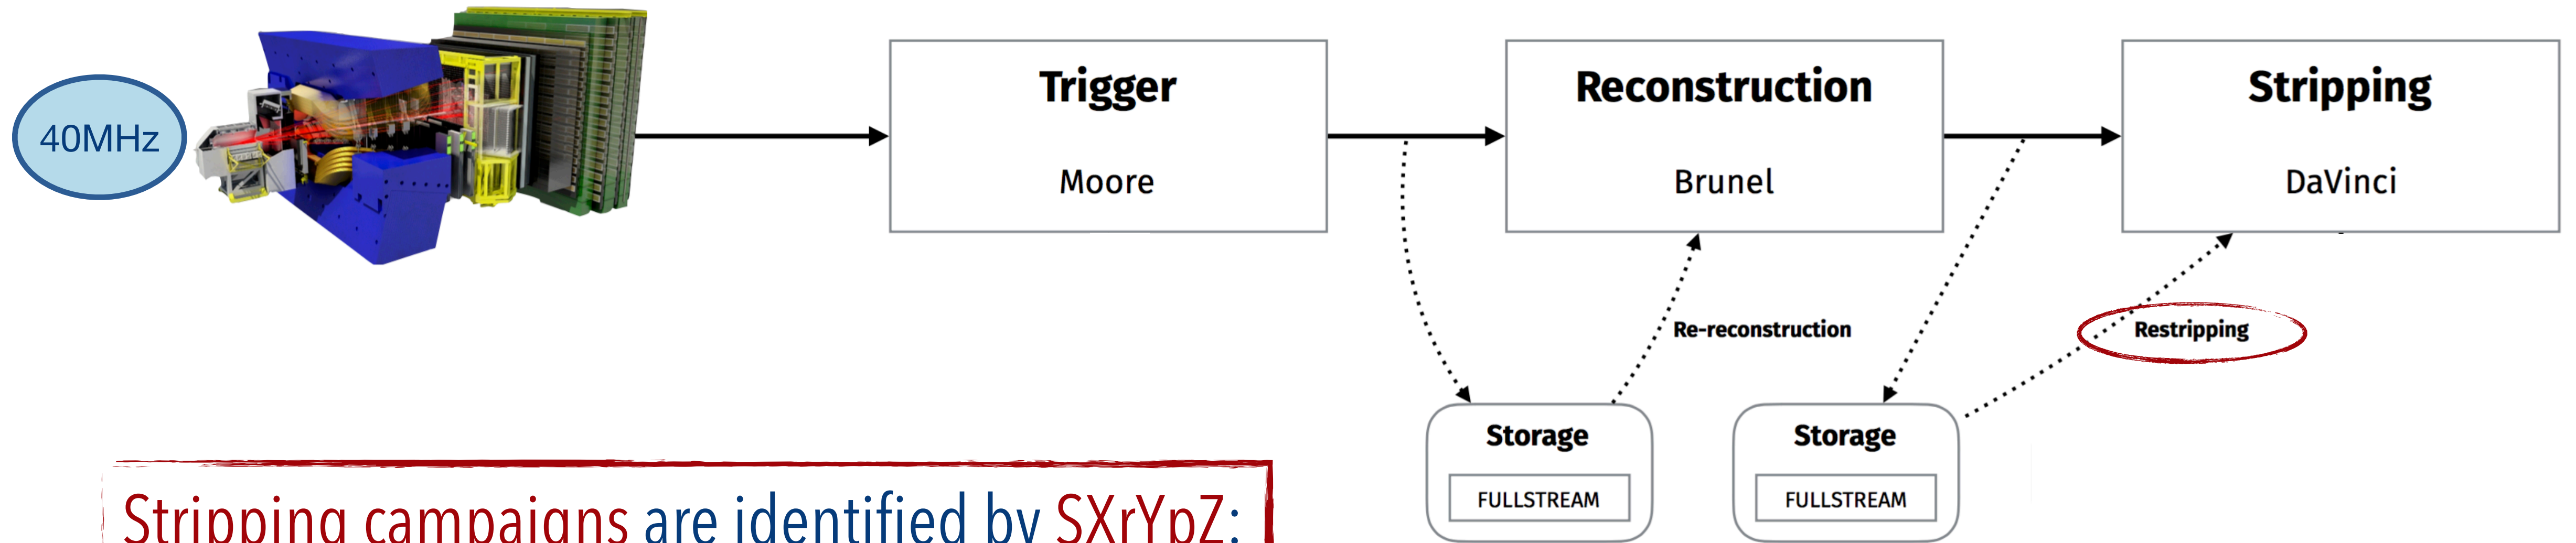 40MHz
Trigger
Moore
Reconstruction
Brunel
Stripping
DaVinci
Re-reconstruction
Restripping
Storage
FULLSTREAM
Storage
FULLSTREAM
Stripping campaigns are identified by SXrYpZ: